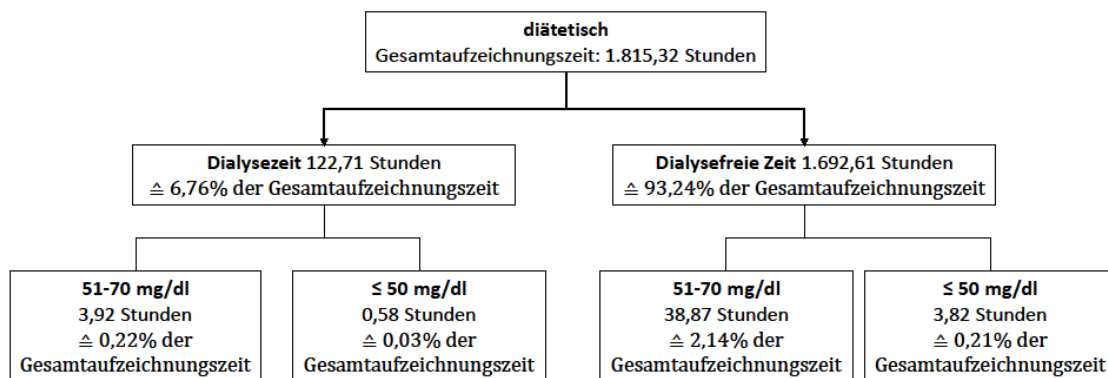 diätetisch
Gesamtaufzeichnungszeit: 1.815,32 Stunden
Dialysezeit 122,71 Stunden
≙ 6,76% der Gesamtaufzeichnungszeit
Dialysefreie Zeit 1.692,61 Stunden
≙ 93,24% der Gesamtaufzeichnungszeit
51-70 mg/dl
3,92 Stunden
≙ 0,22% der
Gesamtaufzeichnungszeit
≤ 50 mg/dl
0,58 Stunden
≙ 0,03% der
Gesamtaufzeichnungszeit
51-70 mg/dl
38,87 Stunden
≙ 2,14% der
Gesamtaufzeichnungszeit
≤ 50 mg/dl
3,82 Stunden
≙ 0,21% der
Gesamtaufzeichnungszeit